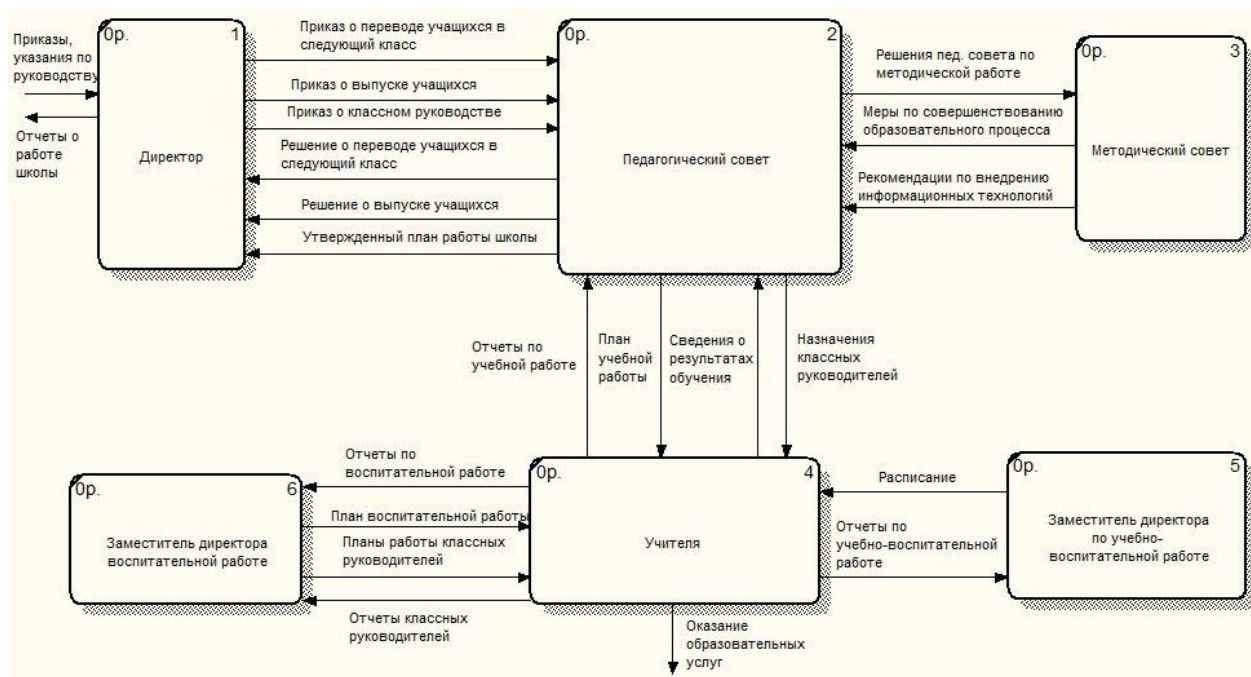 Приказы,
указания по
руководству
Отчеты о
работе
школы
0р.
1
Директор
Приказ о переводе учащихся в
следующий класс
Приказ о выпуске учащихся
Приказ о классном руководстве
Решение о переводе учащихся в
следующий класс
Решение о выпуске учащихся
Утвержденный план работы школы
0р.
2
Педагогический совет
Решения пед. совета по
методической работе
Меры по совершенствованию
образовательного процесса
Рекомендации по внедрению
информационных технологий
0р.
3
Методический совет
Отчеты по
учебной работе
План
учебной
работы
Сведения о
результатах
обучения
Назначения
классных
руководителей
0р.
6
Заместитель директора
воспитательной работе
Отчеты по
воспитательной работе
План воспитательной работы
Планы работы классных
руководителей
Отчеты классных
руководителей
0р.
4
Учителя
Оказание
образовательных
услуг
Расписание
Отчеты по
учебно-воспитательной
работе
0р.
5
Заместитель директора
по учебно-
воспитательной работе